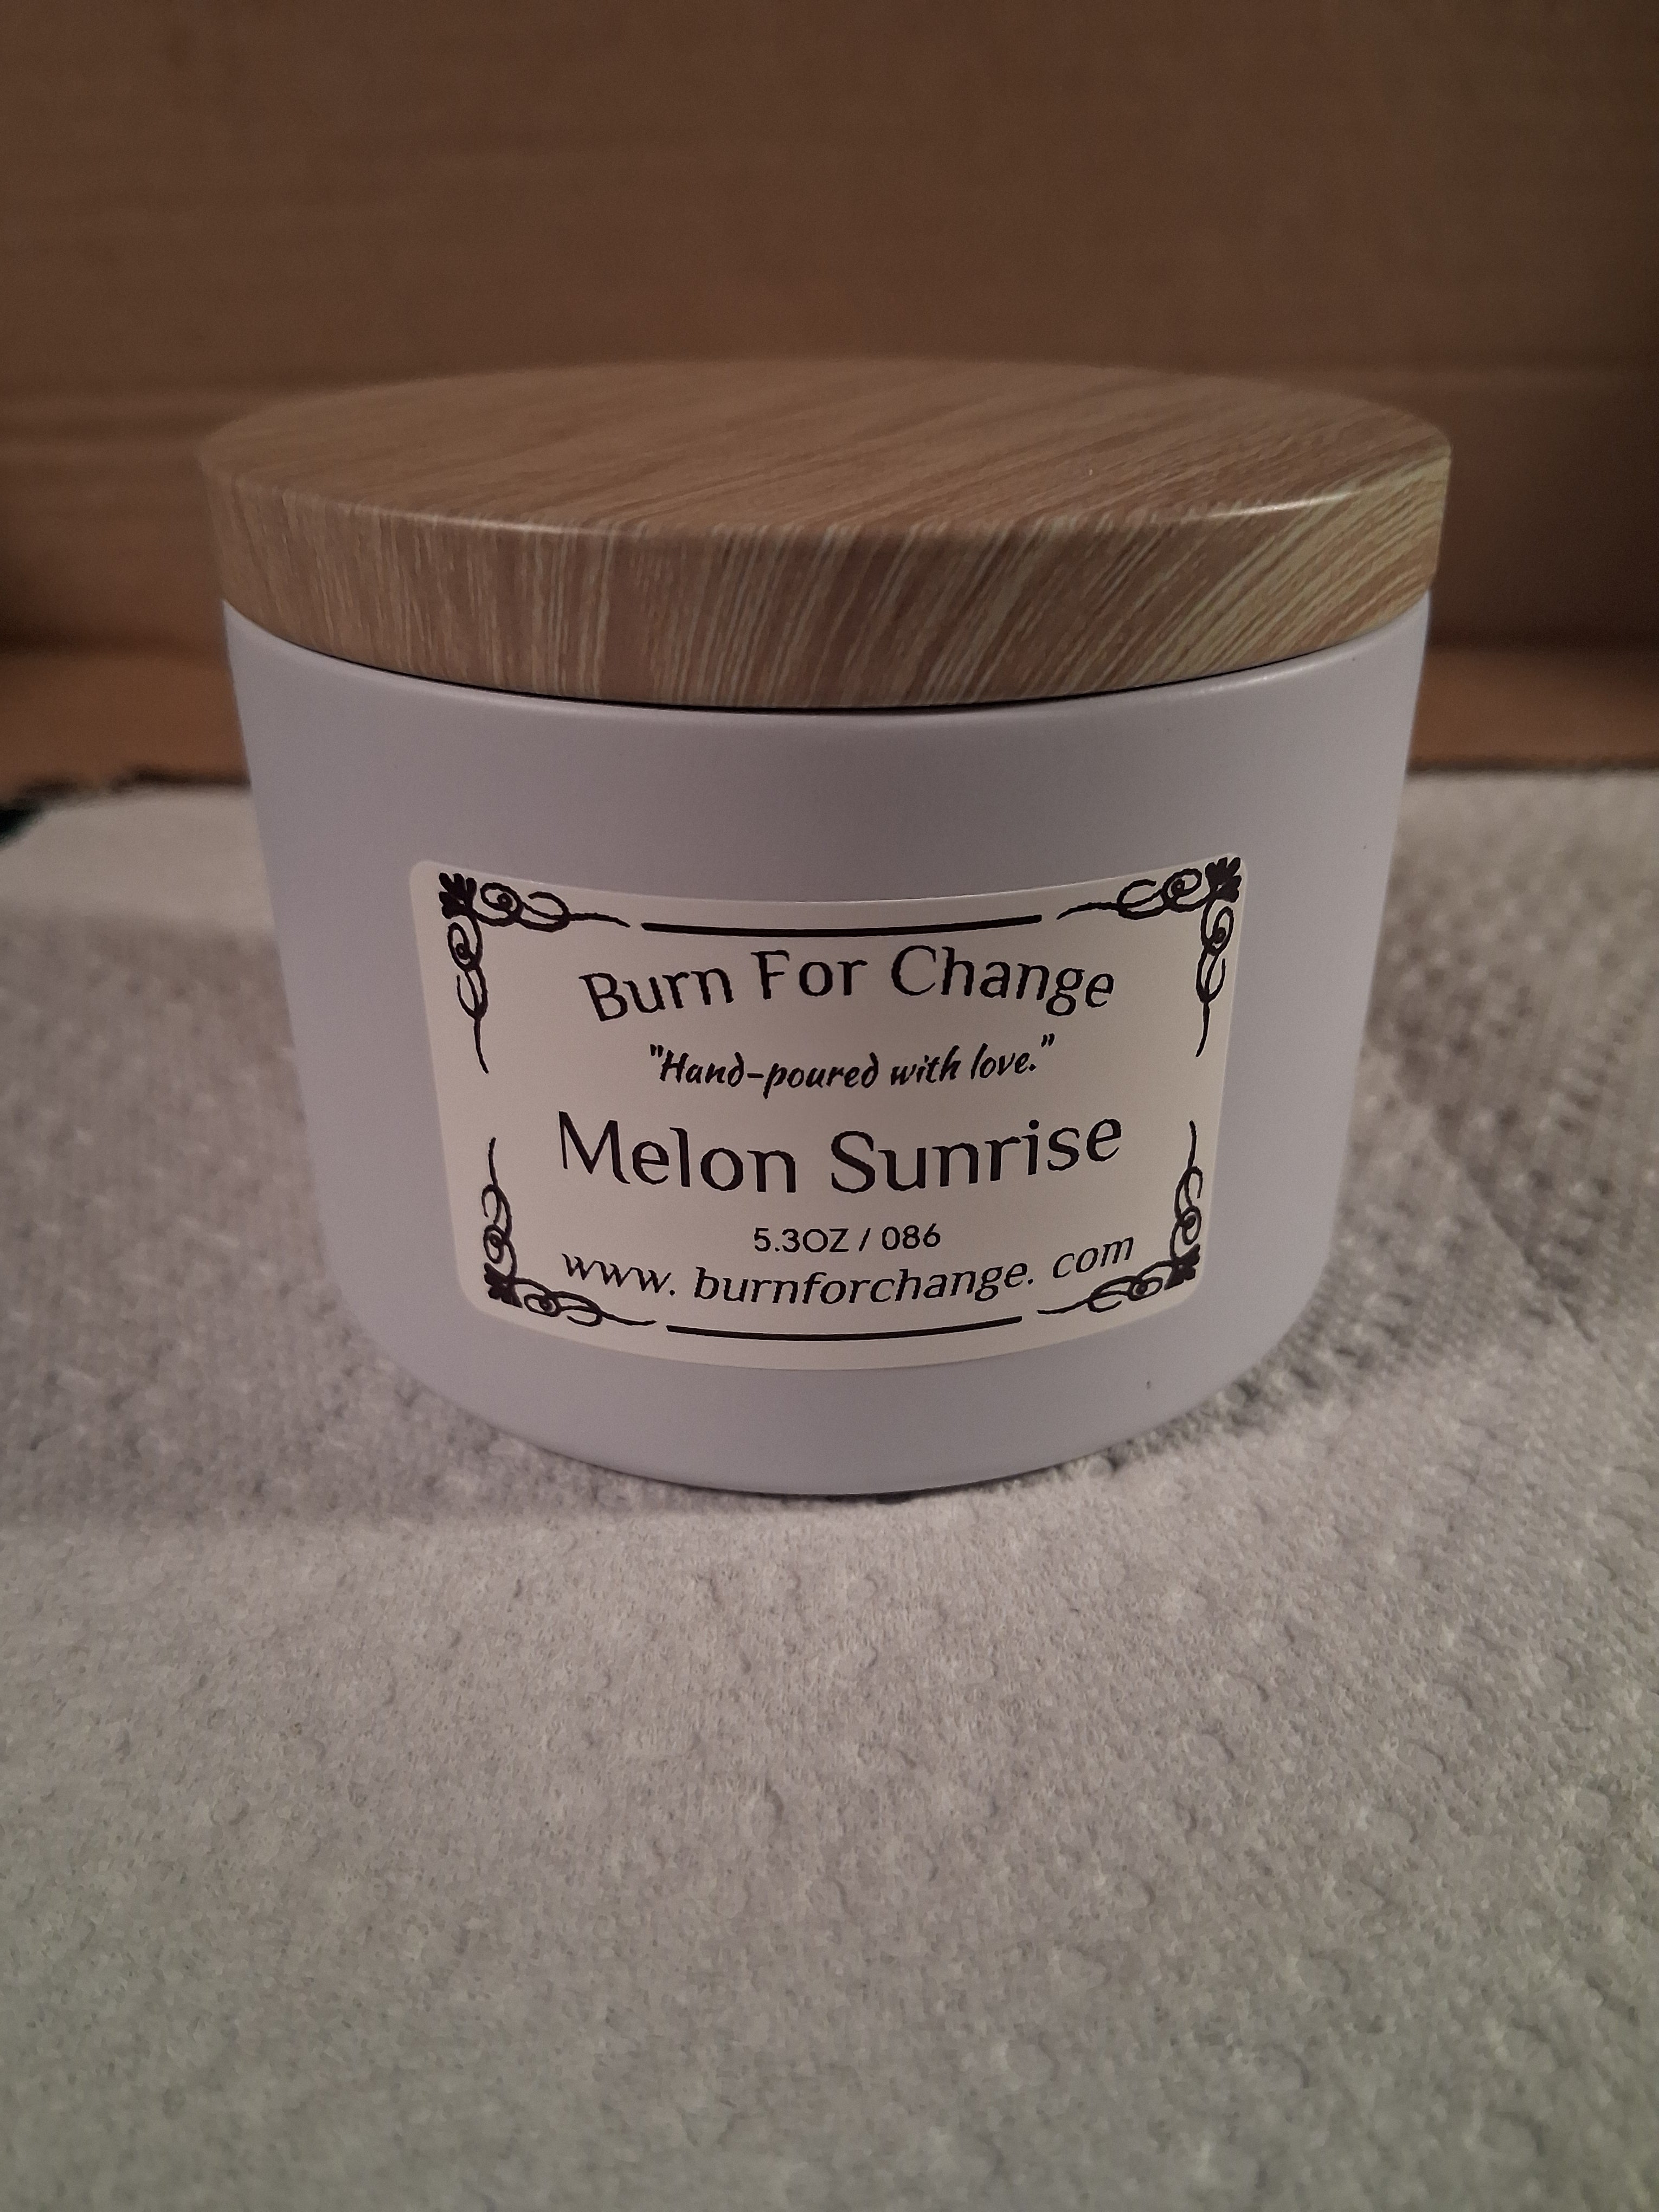 Burn For Change
"Hand-poured with love."
Melon Sunrise
5.3OZ / 086
www. burnforchange. com